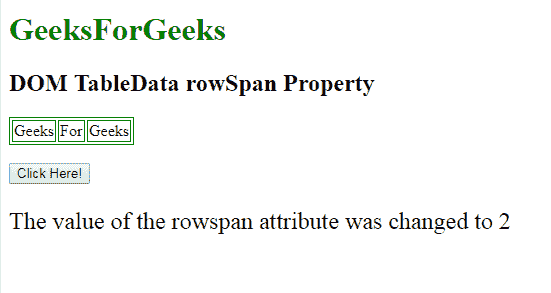 GeeksForGeeks
DOM TableData rowSpan Property
Geeks For Geeks
Click Here!
The value of the rowspan attribute was changed to 2